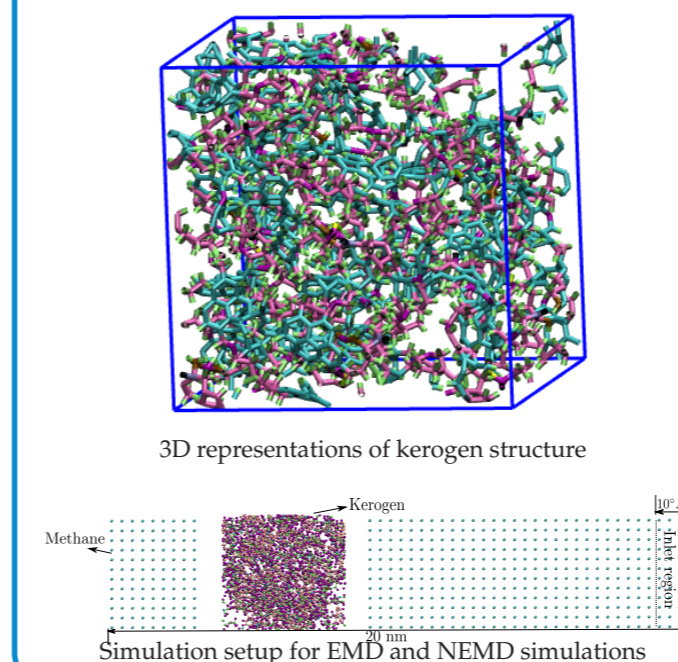 3D representations of kerogen structure
Kerogen
10°
Methane
Inlet region
20 nm
Simulation setup for EMD and NEMD simulations